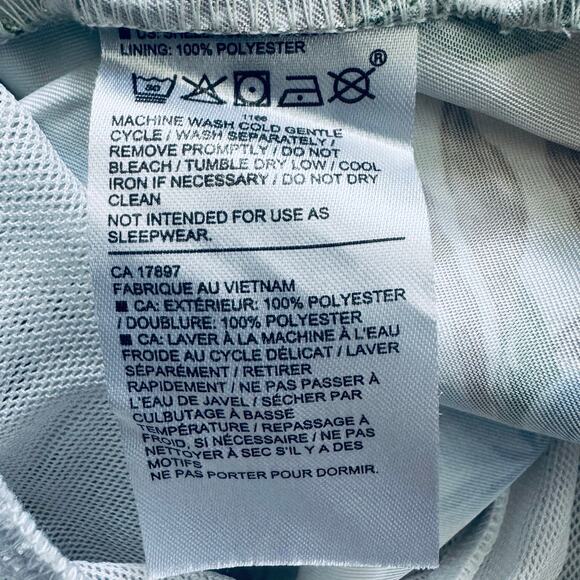 LINING: 100% POLYESTER
®
1166
MACHINE WASH COLD GENTLE
CYCLE / WASH SEPARATELY /
REMOVE PROMPTLY / DO NOT
BLEACH / TUMBLE DRY LOW / COOL
IRON IF NECESSARY / DO NOT DRY
CLEAN
NOT INTENDED FOR USE AS
SLEEPWEAR.
CA 17897
FABRIQUE AU VIETNAM
■ CA: EXTÉRIEUR: 100% POLYESTER
/ DOUBLURE: 100% POLYESTER
■ CA: LAVER À LA MACHINE À L'EAU
FROIDE AU CYCLE DÉLICAT / LAVER
SÉPARÉMENT / RETIRER
RAPIDEMENT / NE PAS PASSER À
L'EAU DE JAVEL / SÉCHER PAR
CULBUTAGE À BASSE
TEMPÉRATURE / REPASSAGE À
FROID, SI NÉCESSAIRE / NE PAS
NETTOYER À SEC S'IL Y A DES
MOTIFS
NE PAS PORTER POUR DORMIR.